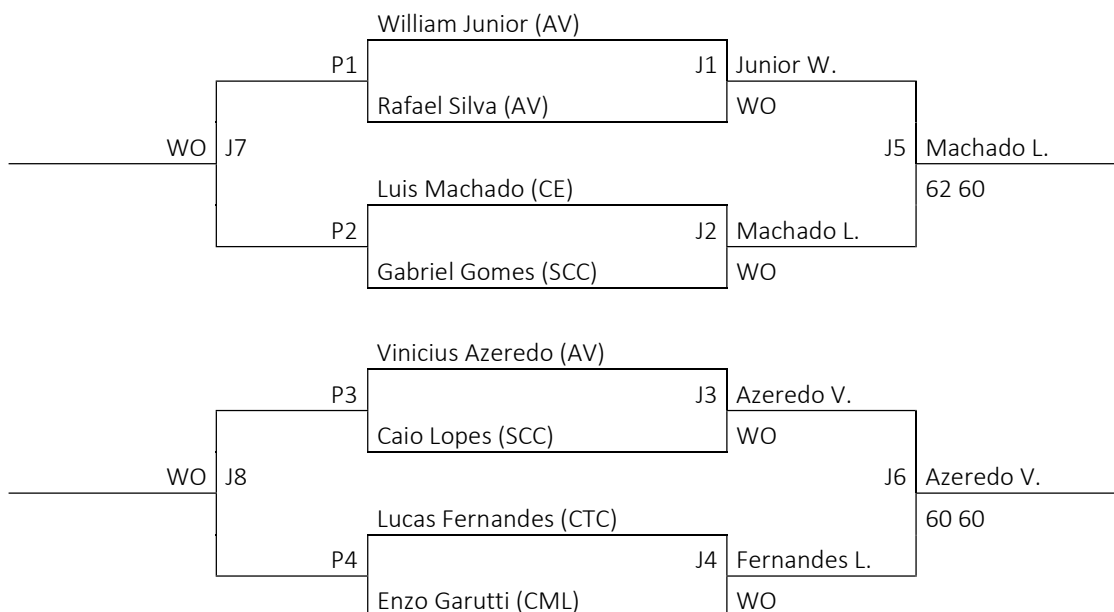 William Junior (AV)
P1 J1 Junior W.
Rafael Silva (AV) WO
WO J7 J5 Machado L.
Luis Machado (CE) 62 60
P2 J2 Machado L.
Gabriel Gomes (SCC) WO
Vinicius Azeredo (AV)
P3 J3 Azeredo V.
Caio Lopes (SCC) WO
WO J8 J6 Azeredo V.
Lucas Fernandes (CTC) 60 60
P4 J4 Fernandes L.
Enzo Garutti (CML) WO